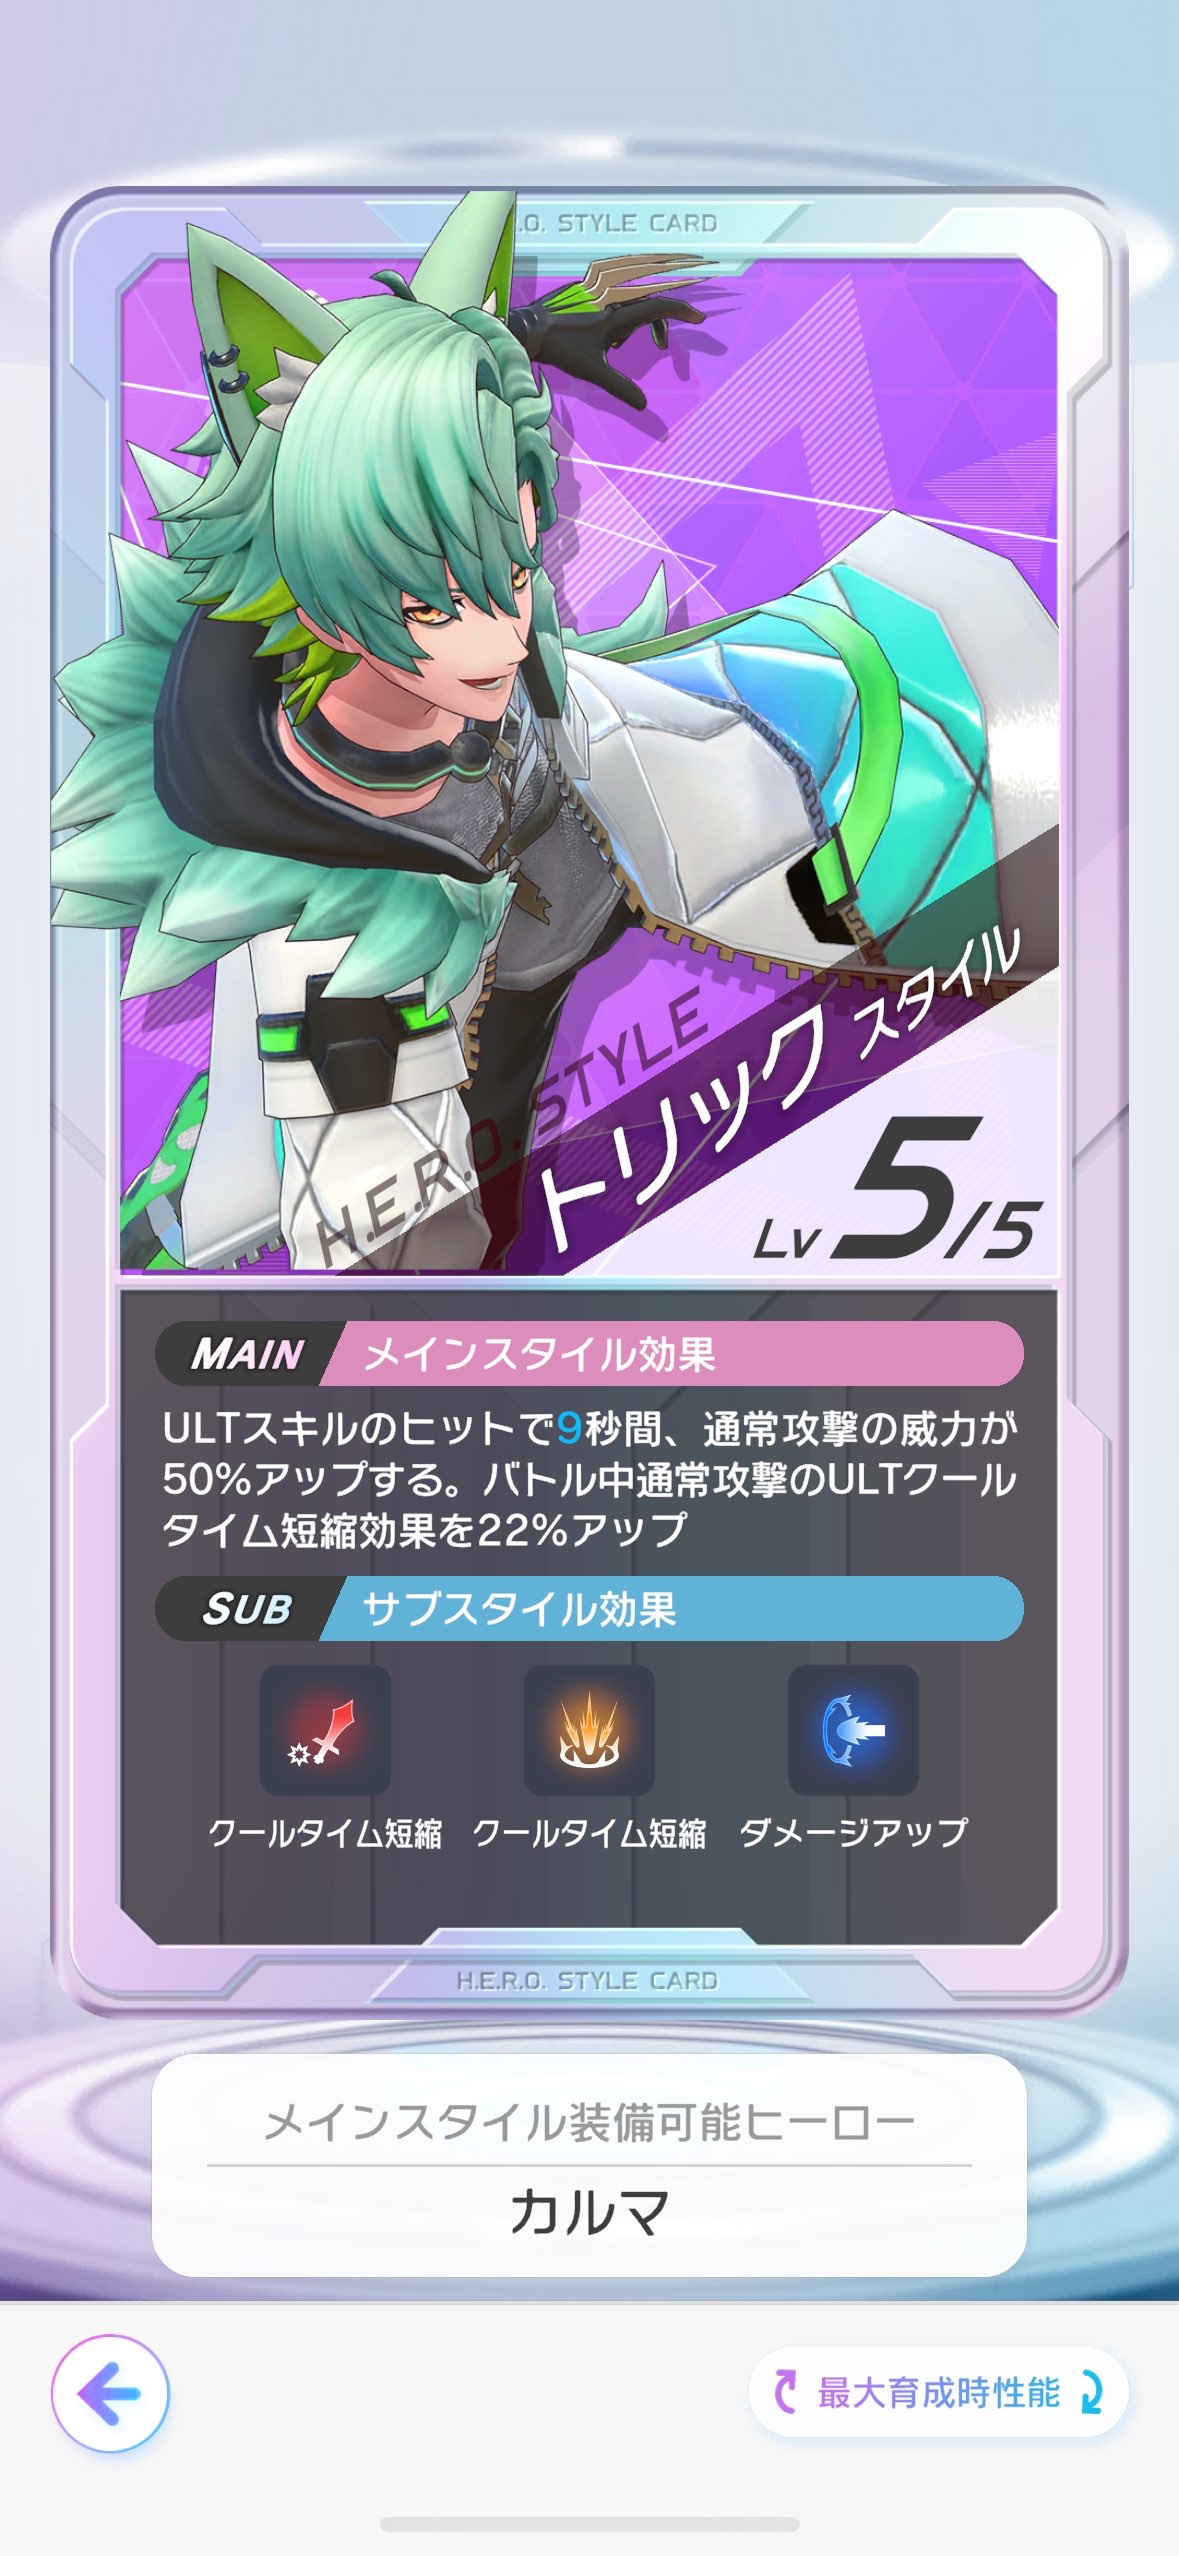 .O. STYLE CARD
トリックスタイル
H.E.R.O. STYLE
Lv 5/5
MAIN メインスタイル効果
ULTスキルのヒットで9秒間、通常攻撃の威力が
50%アップする。バトル中通常攻撃のULTクール
タイム短縮効果を22%アップ
SUB サブスタイル効果
クールタイム短縮 クールタイム短縮 ダメージアップ
H.E.R.O. STYLE CARD
メインスタイル装備可能ヒーロー
カルマ
最大育成時性能